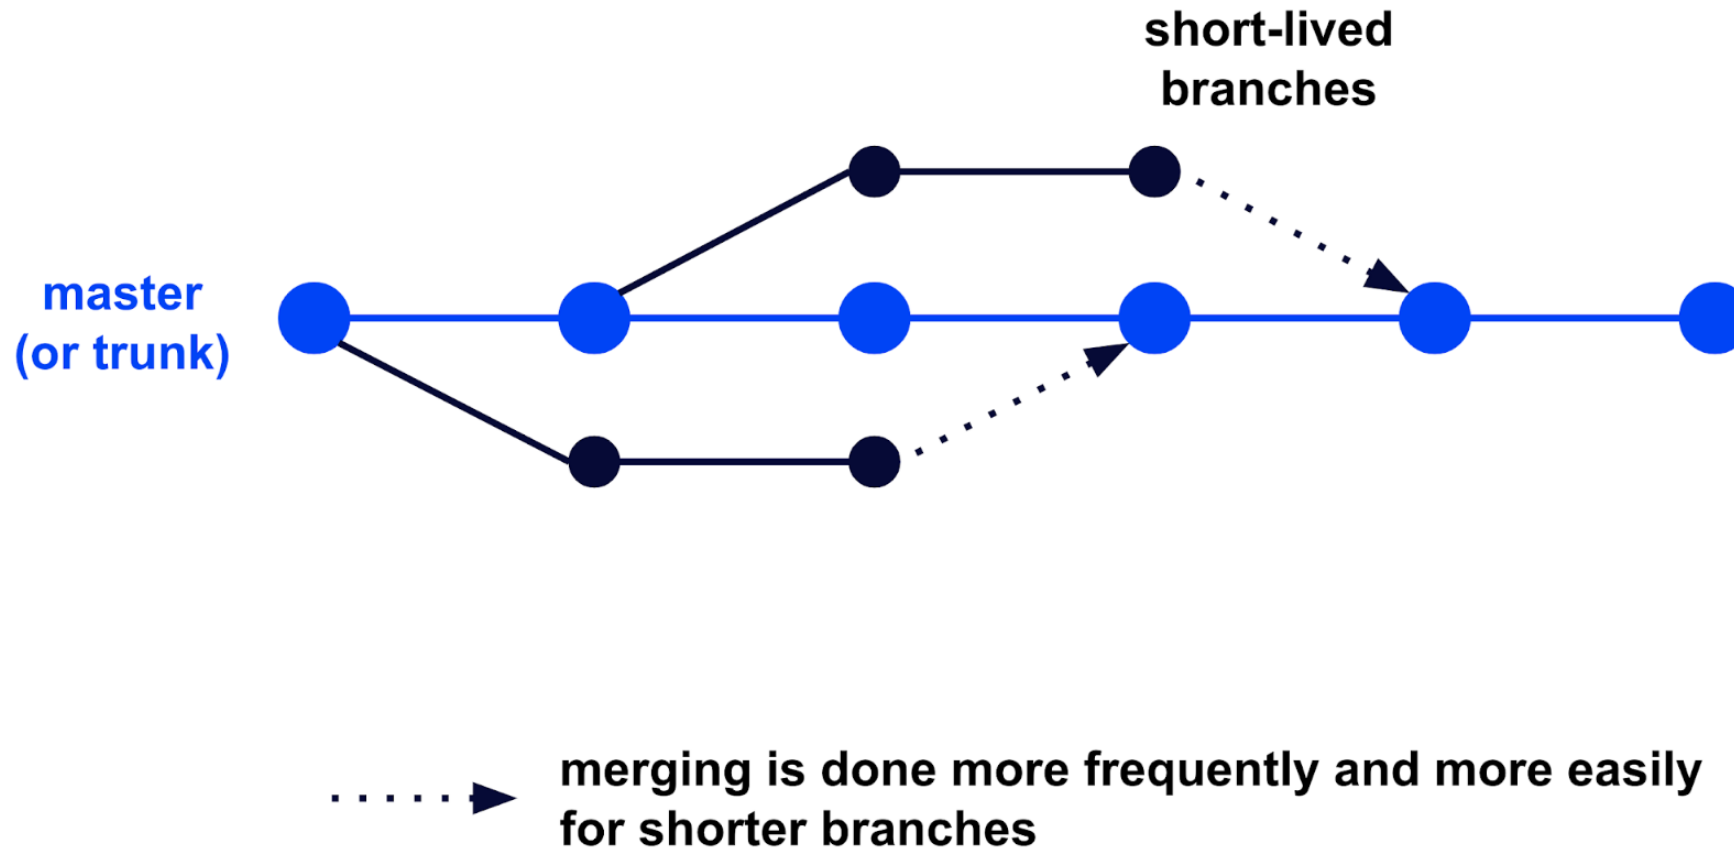 short-lived
branches
master
(or trunk)
merging is done more frequently and more easily
for shorter branches